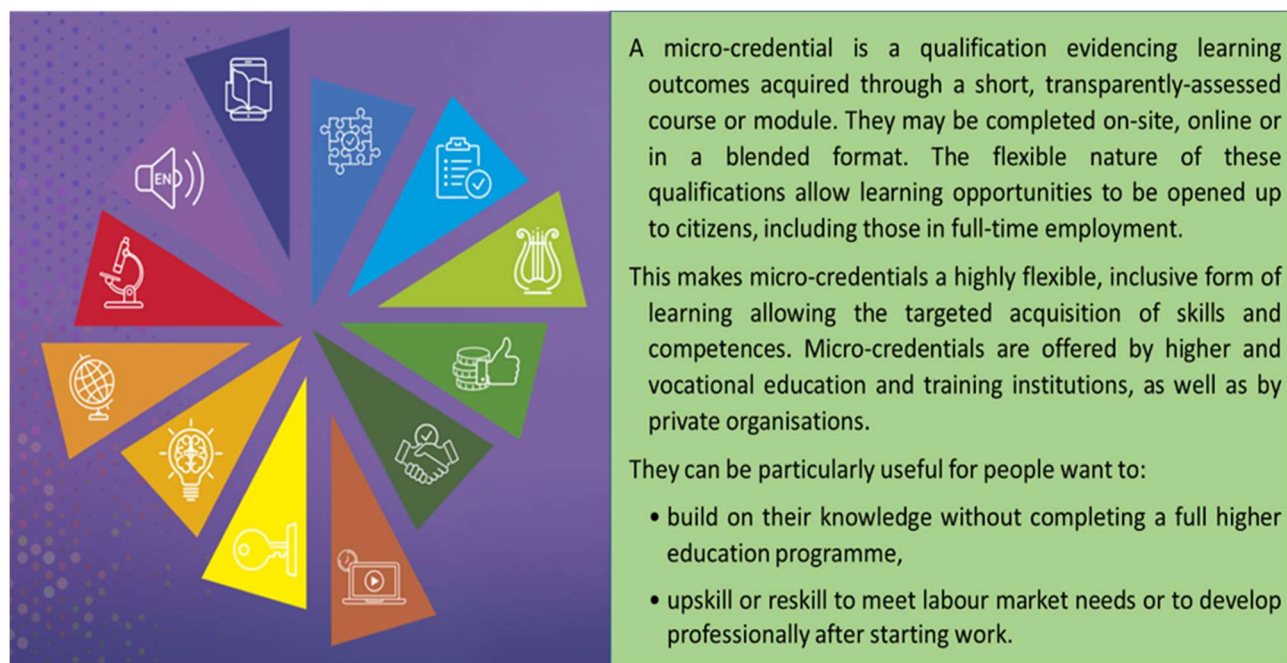 EN
A micro-credential is a qualification evidencing learning
outcomes acquired through a short, transparently-assessed
course or module. They may be completed on-site, online or
in a blended format. The flexible nature of these
qualifications allow learning opportunities to be opened up
to citizens, including those in full-time employment.
This makes micro-credentials a highly flexible, inclusive form of
learning allowing the targeted acquisition of skills and
competences. Micro-credentials are offered by higher and
vocational education and training institutions, as well as by
private organisations.
They can be particularly useful for people want to:
• build on their knowledge without completing a full higher
education programme,
• upskill or reskill to meet labour market needs or to develop
professionally after starting work.